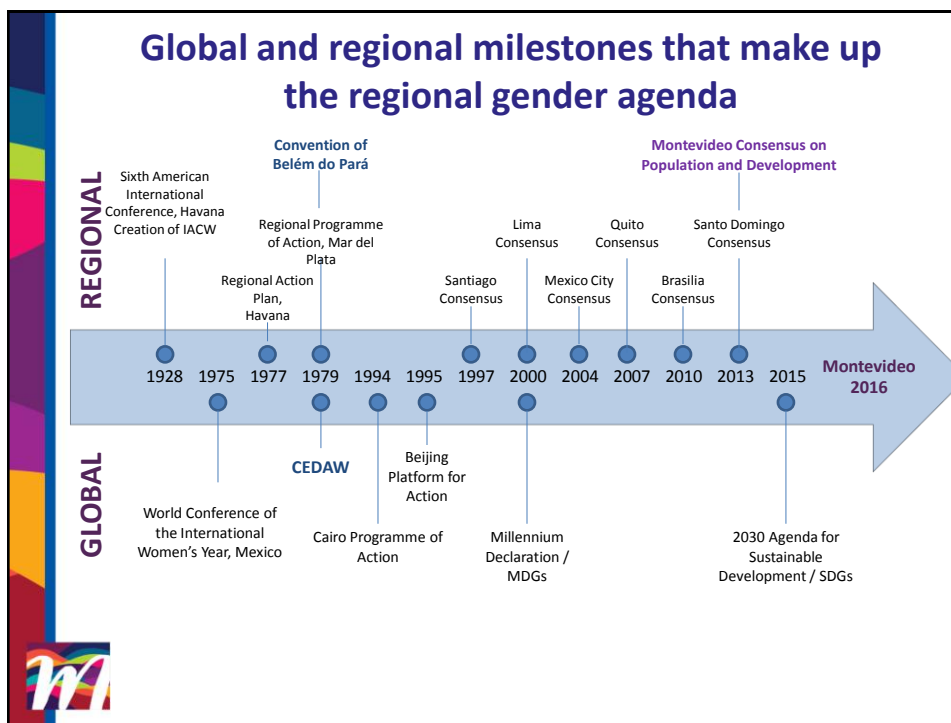 Global and regional milestones that make up
the regional gender agenda
REGIONAL
Sixth American
International
Conference, Havana
Creation of IACW
Regional Action
Plan,
Havana
Convention of
Belém do Pará
Regional Programme
of Action, Mar del
Plata
Santiago
Consensus
Lima
Consensus
Mexico City
Consensus
Quito
Consensus
Brasilia
Consensus
Montevideo Consensus on
Population and Development
Santo Domingo
Consensus
1928
1975
1977
1979
1994
1995
1997
2000
2004
2007
2010
2013
2015
Montevideo
2016
GLOBAL
World Conference of
the International
Women’s Year, Mexico
CEDAW
Cairo Programme of
Action
Beijing
Platform for
Action
Millennium
Declaration /
MDGs
2030 Agenda for
Sustainable
Development / SDGs